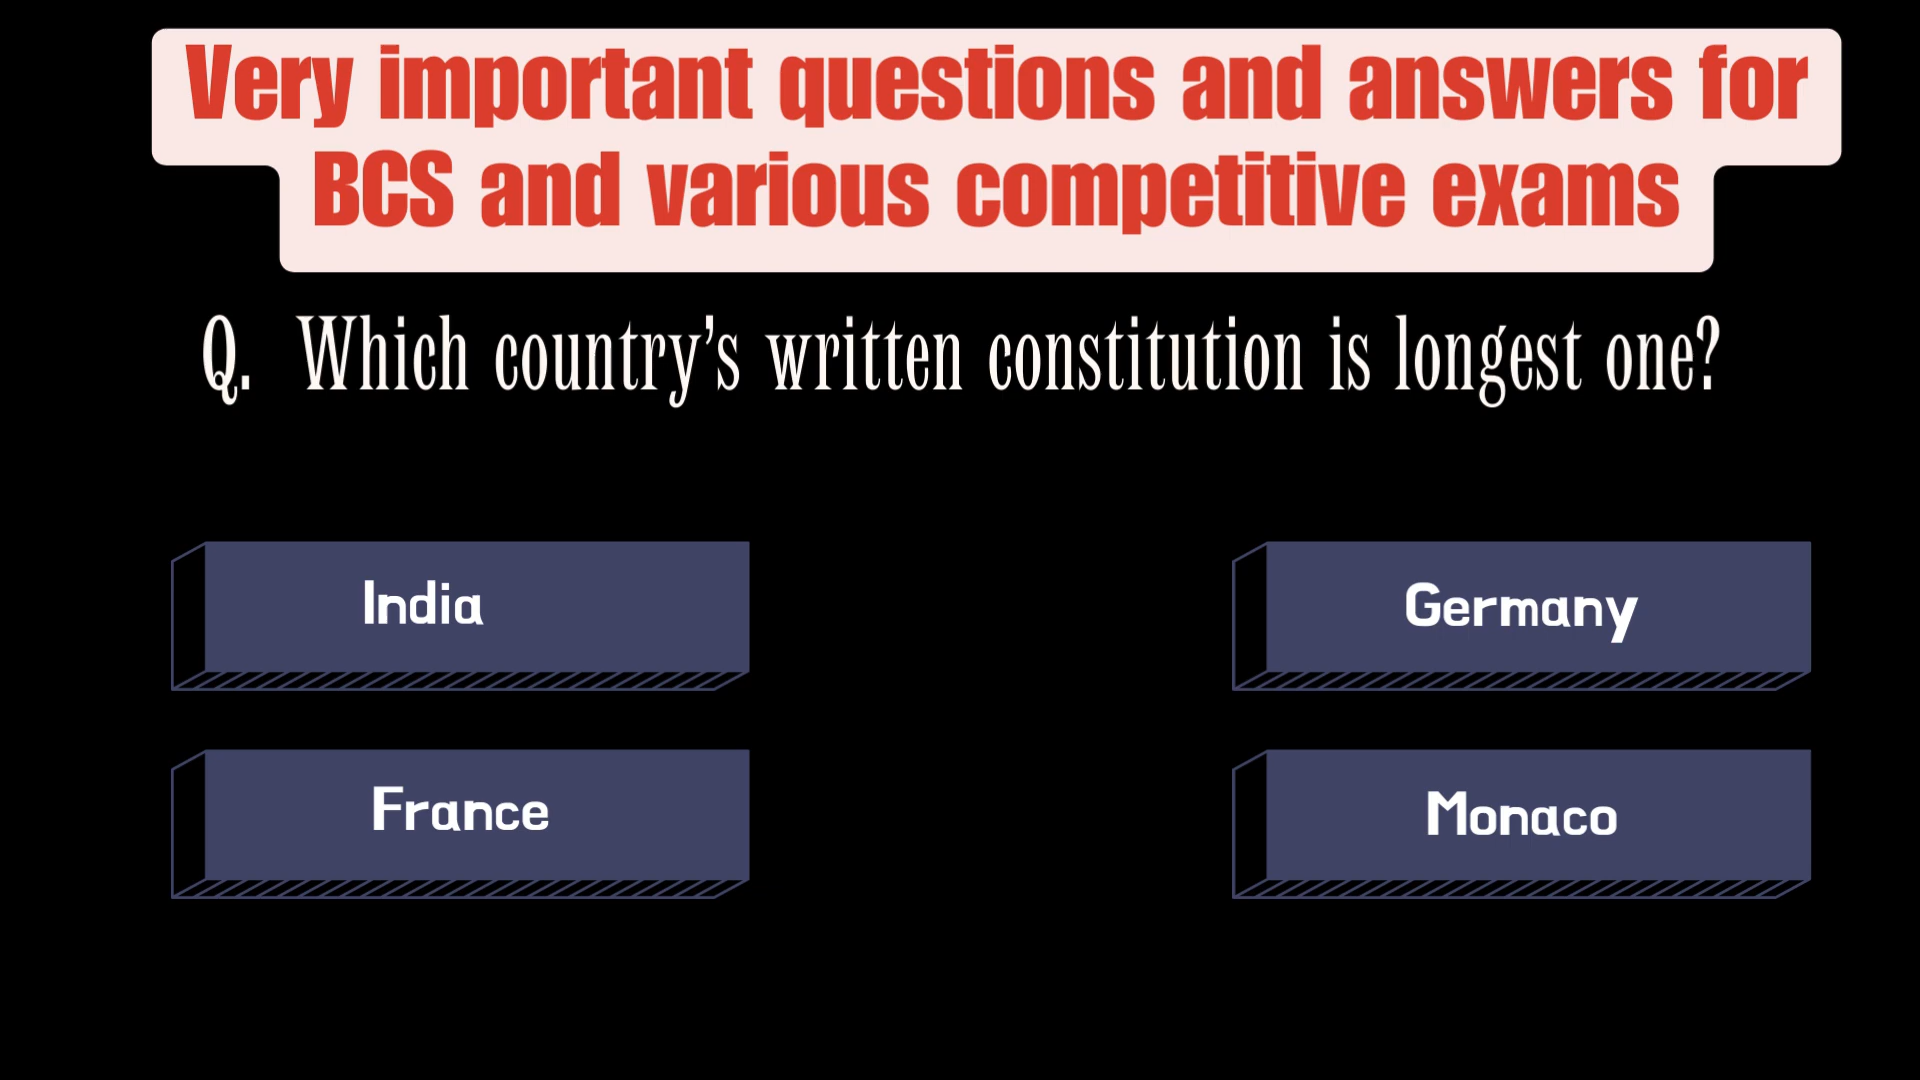 Very important questions and answers for
BCS and various competitive exams
Q. Which country's written constitution is longest one?
India
Germany
France
Monaco